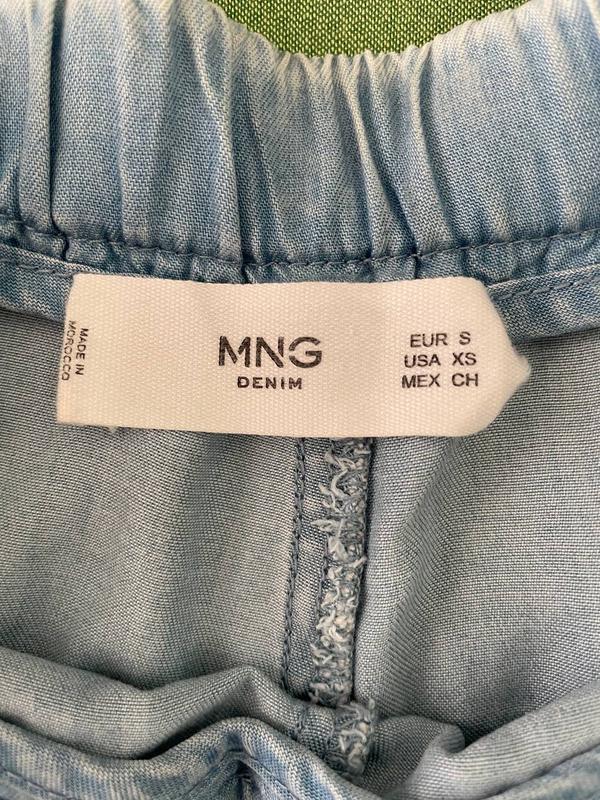 MADE IN
MOROCCO
MNG
DENIM
EUR S
USA XS
MEX CH